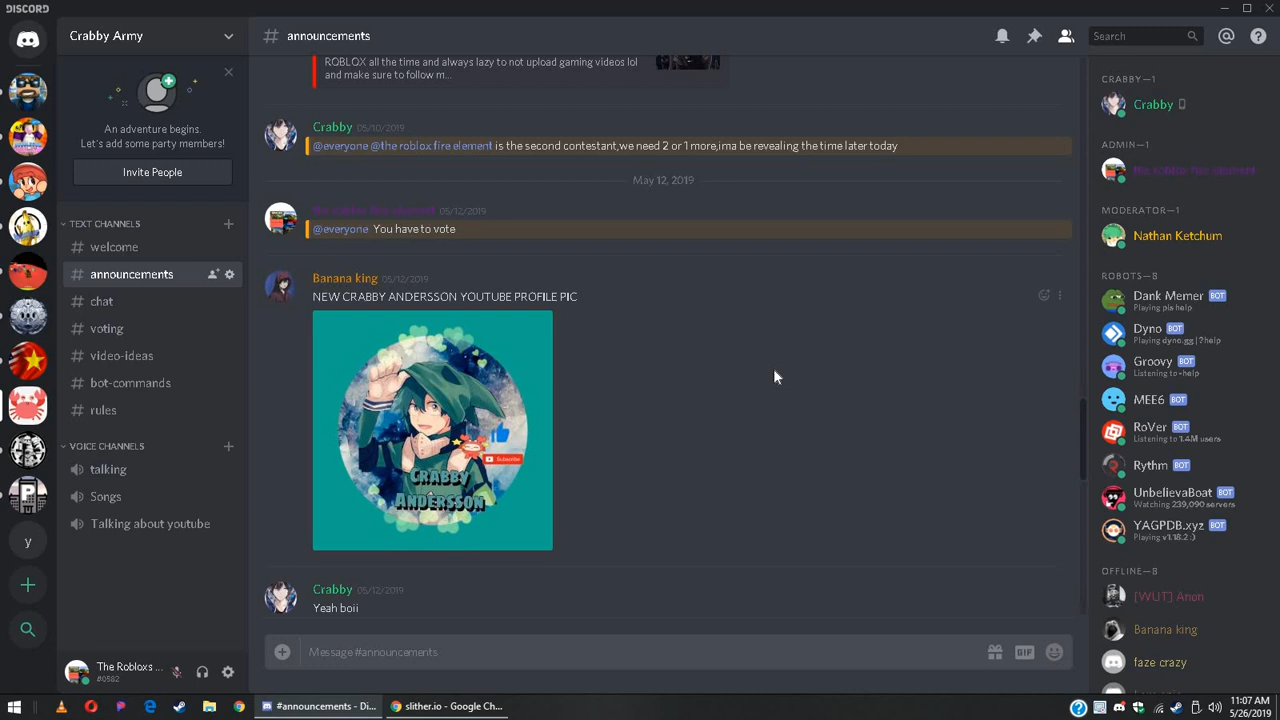 DISCORD
Crabby Army
# announcements
Search
An adventure begins.
Let's add some party members!
Invite People
TEXT CHANNELS
# welcome
# announcements
# chat
# voting
# video-ideas
# bot-commands
# rules
VOICE CHANNELS
talking
Songs
Talking about youtube
y
The Robloxs ...
#0582
ROBLOX all the time and always lazy to not upload gaming videos lol
and make sure to follow m...
Crabby 05/10/2019
@everyone @the roblox fire element is the second contestant,we need 2 or 1 more,ima be revealing the time later today
May 12, 2019
the roblox fire element 05/12/2019
@everyone You have to vote
Banana king 05/12/2019
NEW CRABBY ANDERSSON YOUTUBE PROFILE PIC
Subscribe
CRABBY
ANDERSSON
Crabby 05/12/2019
Yeah boii
Message #announcements
GIF
CRABBY—1
Crabby
ADMIN—1
the roblox fire element
MODERATOR—1
Nathan Ketchum
ROBOTS—8
Dank Memer BOT
Playing pls help
Dyno BOT
Playing dyno.gg | ?help
Groovy BOT
Listening to -help
MEE6 BOT
RoVer BOT
Listening to 1.4M users
Rythm BOT
UnbelievaBoat BOT
Watching 239,090 servers
YAGPDB.xyz BOT
Playing v1.18.2 :)
OFFLINE—8
[WUT] Anon
Banana king
faze crazy
#announcements - Di...
slither.io - Google Ch...
11:07 AM
5/26/2019